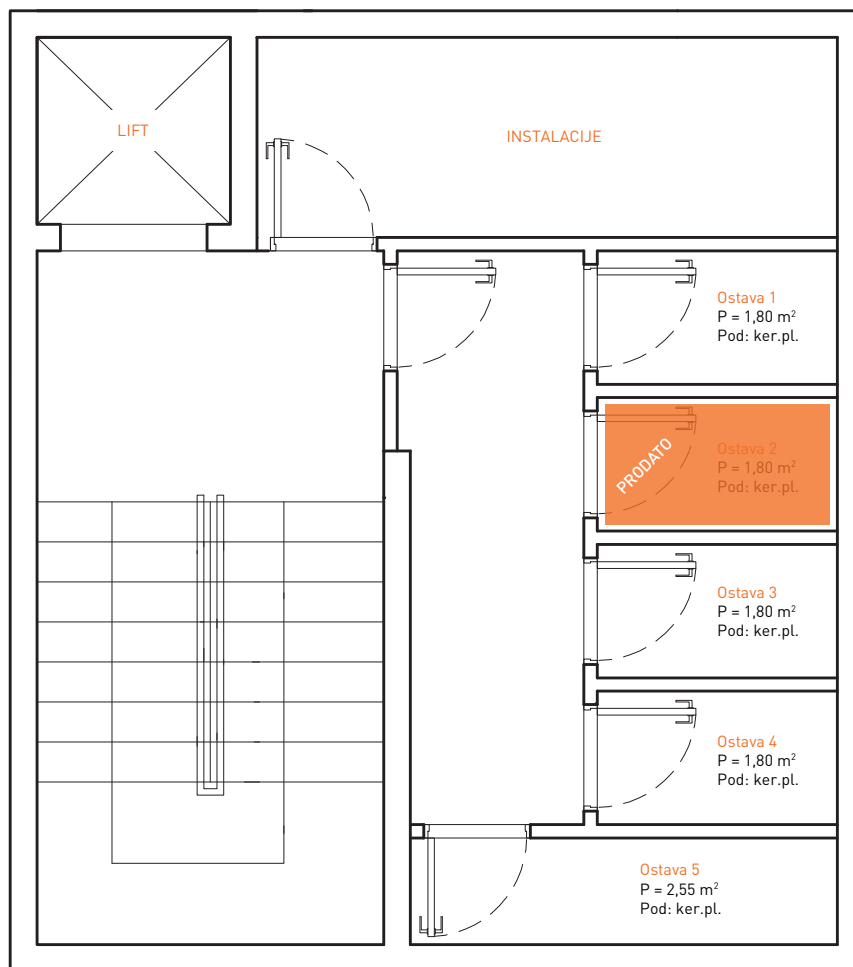 LIFT
INSTALACIJE
Ostava 1
P = 1,80 m²
Pod: ker.pl.
Ostava 2
P = 1,80 m²
Pod: ker.pl.
PRODATO
Ostava 3
P = 1,80 m²
Pod: ker.pl.
Ostava 4
P = 1,80 m²
Pod: ker.pl.
Ostava 5
P = 2,55 m²
Pod: ker.pl.